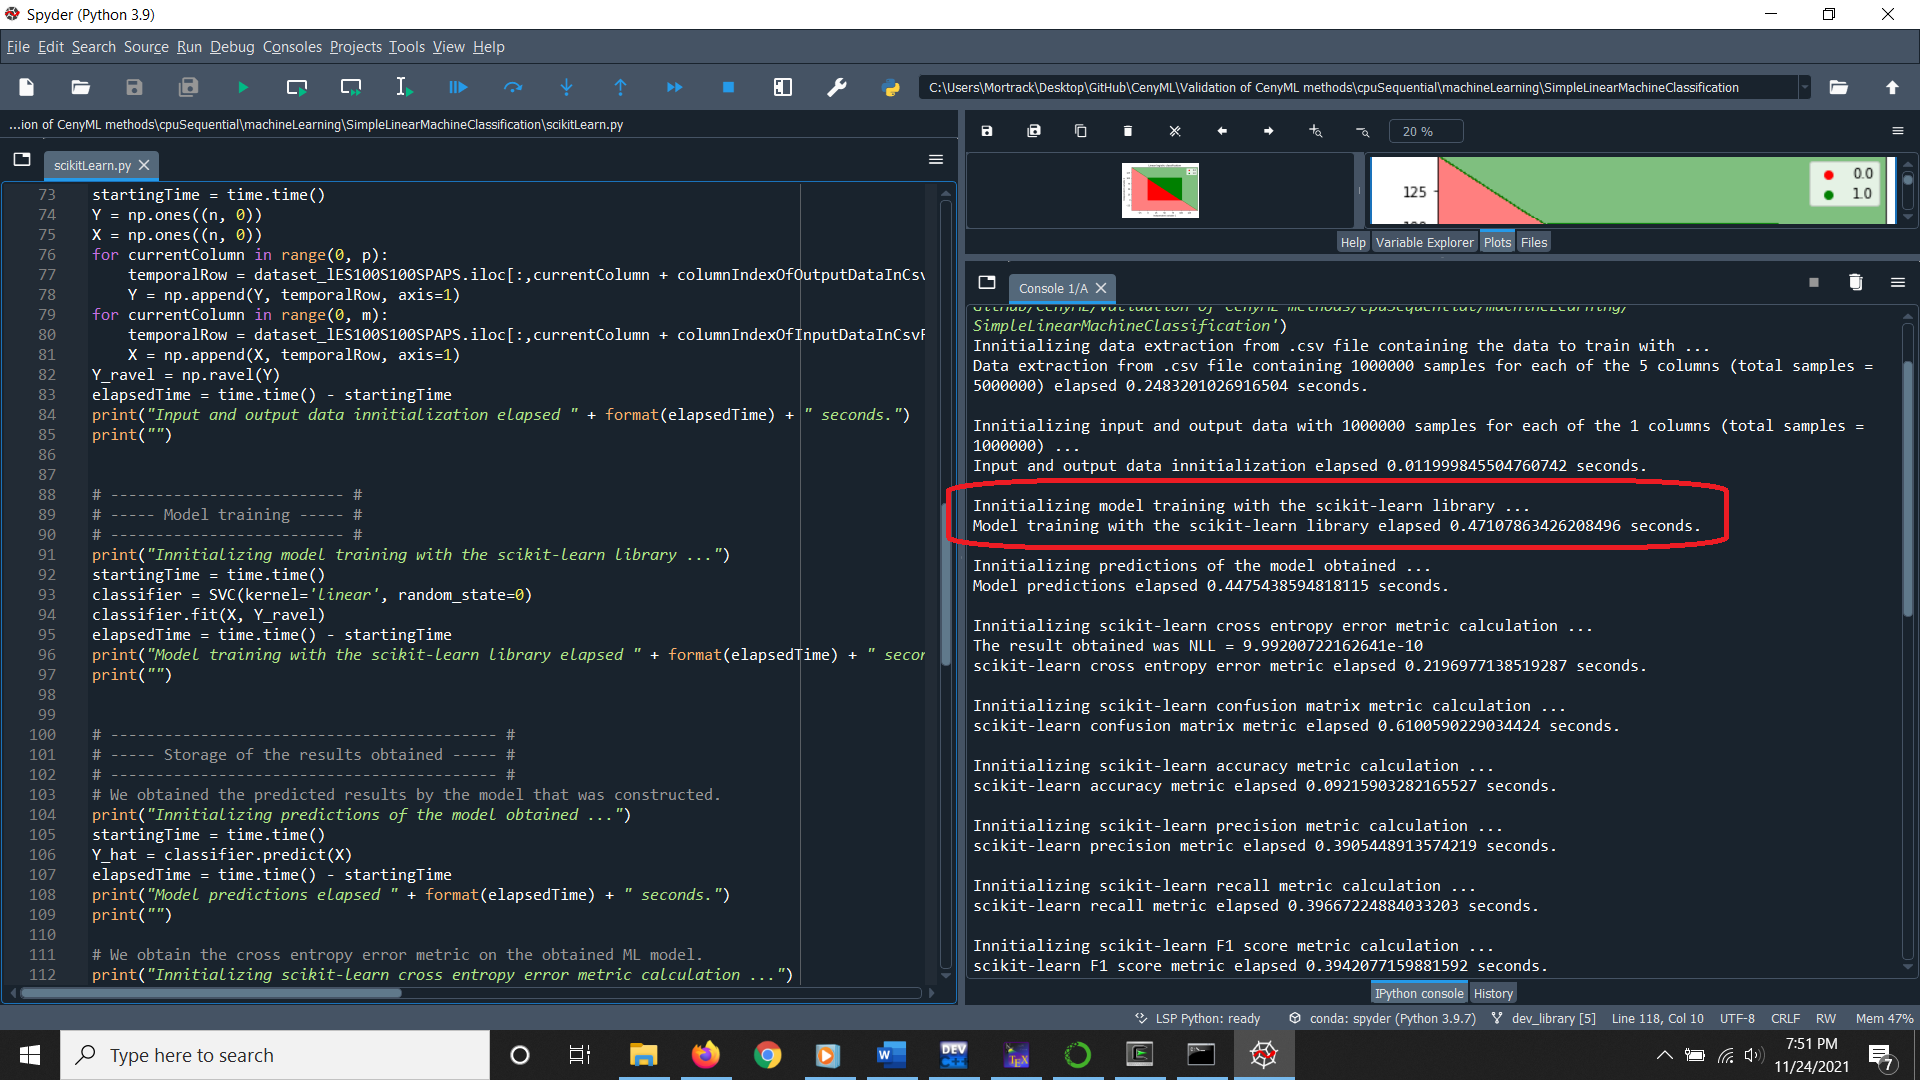 Spyder (Python 3.9)
File Edit Search Source Run Debug Consoles Projects Tools View Help
C:\Users\Mortrack\Desktop\GitHub\CenyML\Validation of CenyML methods\cpuSequential\machineLearning\SimpleLinearMachineClassification
...ion of CenyML methods\cpuSequential\machineLearning\SimpleLinearMachineClassification\scikitLearn.py
scikitLearn.py
73 startingTime = time.time()
74 Y = np.ones((n, 0))
75 X = np.ones((n, 0))
76 for currentColumn in range(0, p):
77 temporalRow = dataset_lES100S100SPAPS.iloc[:,currentColumn + columnIndexOfOutputDataInCsv
78 Y = np.append(Y, temporalRow, axis=1)
79 for currentColumn in range(0, m):
80 temporalRow = dataset_lES100S100SPAPS.iloc[:,currentColumn + columnIndexOfInputDataInCsvF
81 X = np.append(X, temporalRow, axis=1)
82 Y_ravel = np.ravel(Y)
83 elapsedTime = time.time() - startingTime
84 print("Input and output data innitialization elapsed " + format(elapsedTime) + " seconds.")
85 print("")
86
87
88 # -------------------------- #
89 # ----- Model training ----- #
90 # -------------------------- #
91 print("Innitializing model training with the scikit-learn library ...")
92 startingTime = time.time()
93 classifier = SVC(kernel='linear', random_state=0)
94 classifier.fit(X, Y_ravel)
95 elapsedTime = time.time() - startingTime
96 print("Model training with the scikit-learn library elapsed " + format(elapsedTime) + " secon
97 print("")
98
99
100 # ------------------------------------------- #
101 # ----- Storage of the results obtained ----- #
102 # ------------------------------------------- #
103 # We obtained the predicted results by the model that was constructed.
104 print("Innitializing predictions of the model obtained ...")
105 startingTime = time.time()
106 Y_hat = classifier.predict(X)
107 elapsedTime = time.time() - startingTime
108 print("Model predictions elapsed " + format(elapsedTime) + " seconds.")
109 print("")
110
111 # We obtain the cross entropy error metric on the obtained ML model.
112 print("Innitializing scikit-learn cross entropy error metric calculation ...")
20 %
125
0.0
1.0
Help Variable Explorer Plots Files
Console 1/A
GitHub/CenyML/Validation of CenyML methods/cpuSequential/machineLearning/
SimpleLinearMachineClassification')
Innitializing data extraction from .csv file containing the data to train with ...
Data extraction from .csv file containing 1000000 samples for each of the 5 columns (total samples =
5000000) elapsed 0.2483201026916504 seconds.
Innitializing input and output data with 1000000 samples for each of the 1 columns (total samples =
1000000) ...
Input and output data innitialization elapsed 0.011999845504760742 seconds.
Innitializing model training with the scikit-learn library ...
Model training with the scikit-learn library elapsed 0.47107863426208496 seconds.
Innitializing predictions of the model obtained ...
Model predictions elapsed 0.4475438594818115 seconds.
Innitializing scikit-learn cross entropy error metric calculation ...
The result obtained was NLL = 9.99200722162641e-10
scikit-learn cross entropy error metric elapsed 0.2196977138519287 seconds.
Innitializing scikit-learn confusion matrix metric calculation ...
scikit-learn confusion matrix metric elapsed 0.6100590229034424 seconds.
Innitializing scikit-learn accuracy metric calculation ...
scikit-learn accuracy metric elapsed 0.09215903282165527 seconds.
Innitializing scikit-learn precision metric calculation ...
scikit-learn precision metric elapsed 0.3905448913574219 seconds.
Innitializing scikit-learn recall metric calculation ...
scikit-learn recall metric elapsed 0.39667224884033203 seconds.
Innitializing scikit-learn F1 score metric calculation ...
scikit-learn F1 score metric elapsed 0.3942077159881592 seconds.
IPython console History
LSP Python: ready conda: spyder (Python 3.9.7) dev_library [5] Line 118, Col 10 UTF-8 CRLF RW Mem 47%
Type here to search
7:51 PM
11/24/2021
7